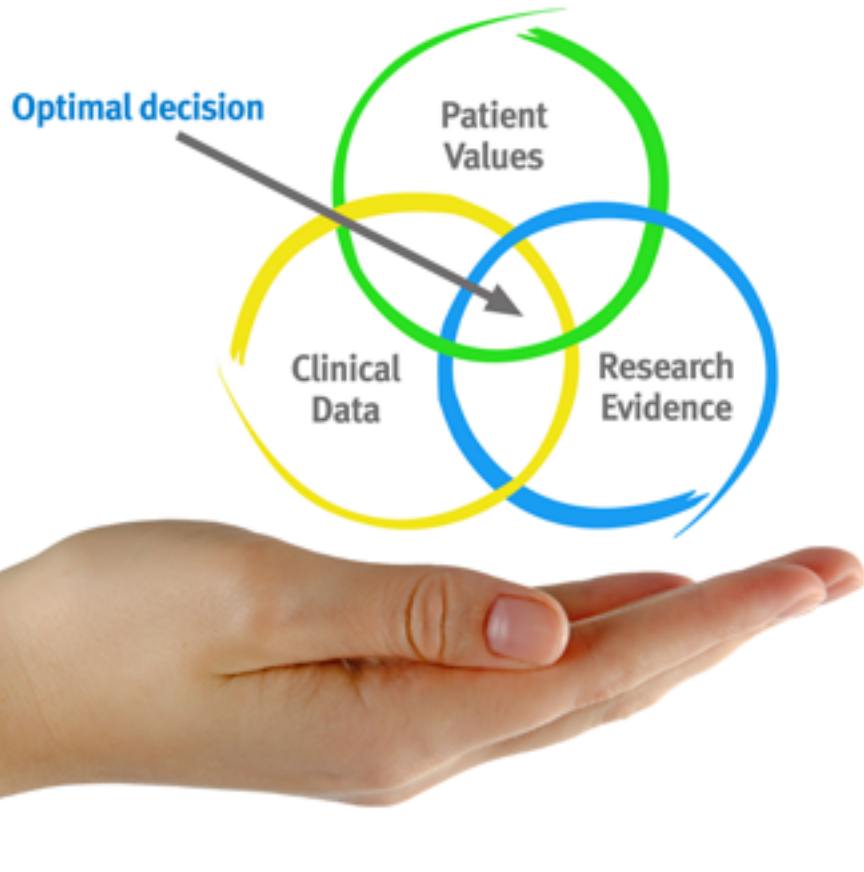 Optimal decision
Patient
Values
Clinical
Data
Research
Evidence